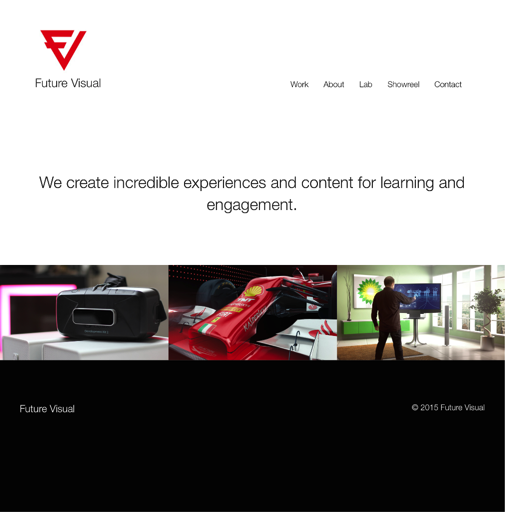 Future Visual
Work About Lab Showreel Contact
We create incredible experiences and content for learning and
engagement.
bp
Future Visual
© 2015 Future Visual